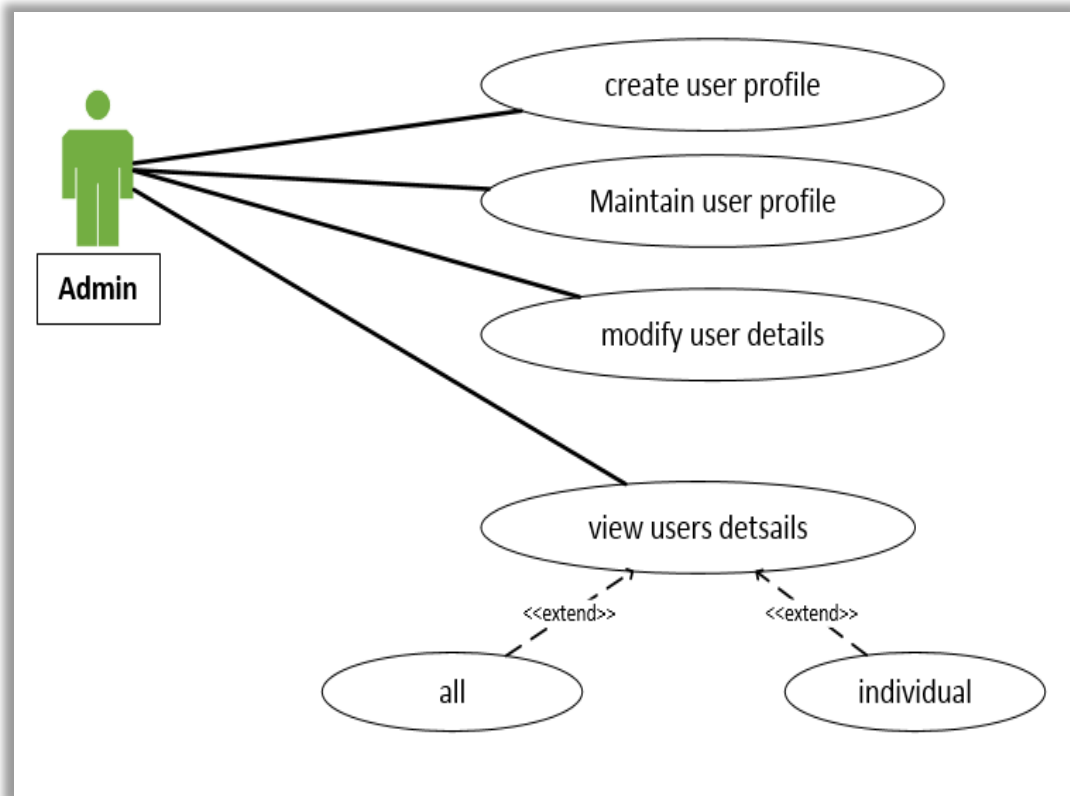 create user profile
Maintain user profile
Admin
modify user details
view users detsails
<<extend>>
<<extend>>
all
individual